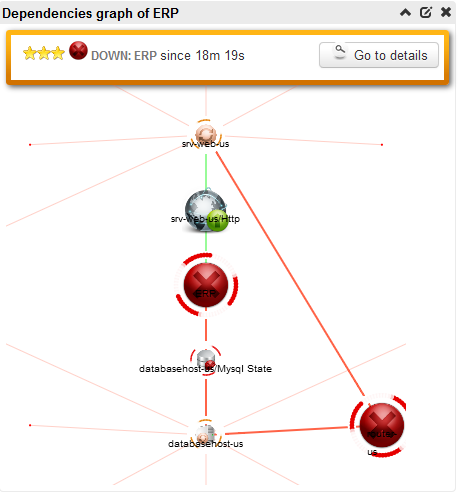 Dependencies graph of ERP
DOWN: ERP since 18m 19s
Go to details
srv-web-us
srv-web-us/Http
ERP
databasehost-us/Mysql State
databasehost-us
us